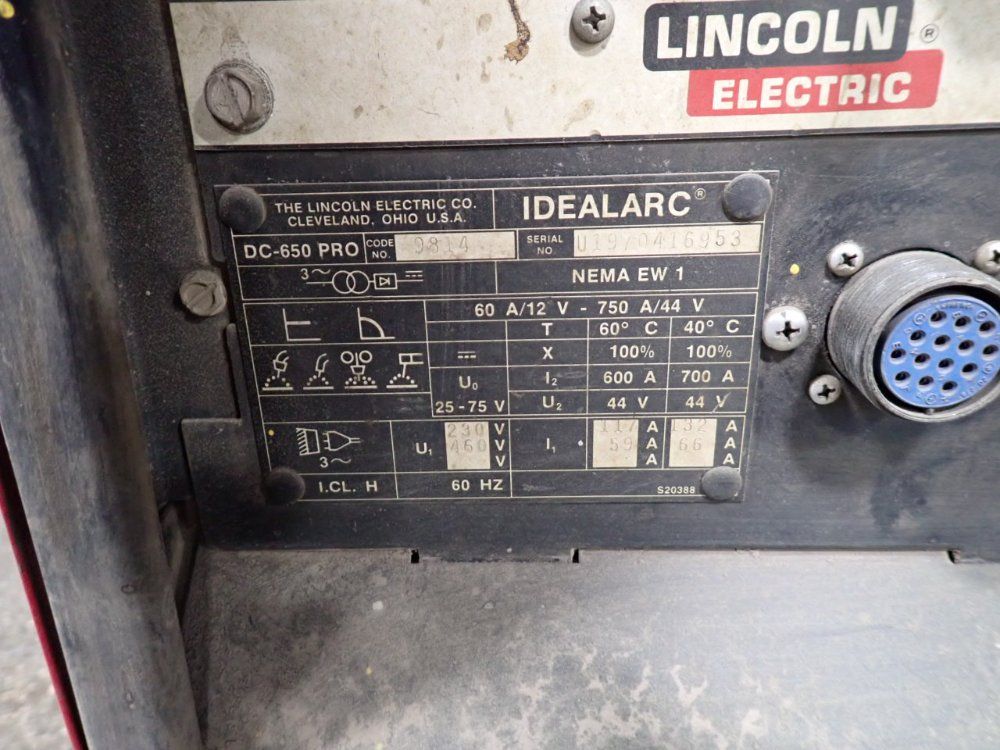 LINCOLN ®
ELECTRIC
THE LINCOLN ELECTRIC CO.
CLEVELAND, OHIO U.S.A.
IDEALARC®
DC-650 PRO CODE NO. 9814 SERIAL NO. U1970416953
3~ NEMA EW 1
60 A/12 V - 750 A/44 V
T 60° C 40° C
X 100% 100%
U₀ I₂ 600 A 700 A
25-75 V U₂ 44 V 44 V
3~ U₁ 230 V I₁ 117 A 132 A
460 V 59 A 66 A
V A A
I.CL. H 60 HZ S20388